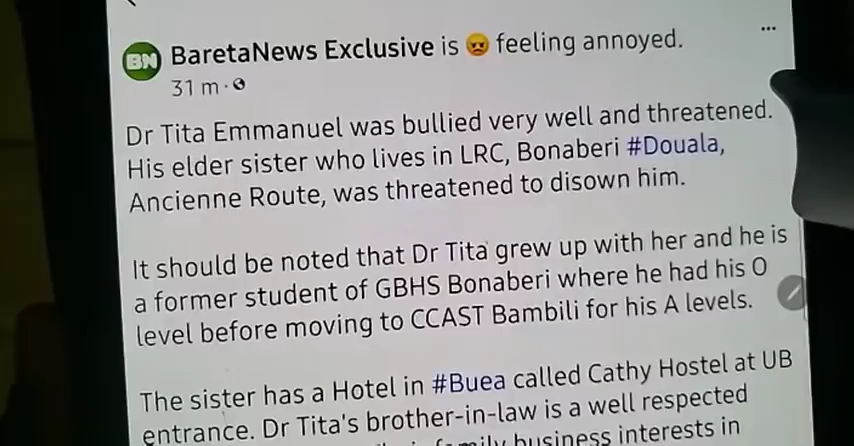 BN BaretaNews Exclusive is 😡 feeling annoyed.
31 m ·
Dr Tita Emmanuel was bullied very well and threatened.
His elder sister who lives in LRC, Bonaberi #Douala,
Ancienne Route, was threatened to disown him.
It should be noted that Dr Tita grew up with her and he is
a former student of GBHS Bonaberi where he had his O
level before moving to CCAST Bambili for his A levels.
The sister has a Hotel in #Buea called Cathy Hostel at UB
entrance. Dr Tita's brother-in-law is a well respected
family business interests in